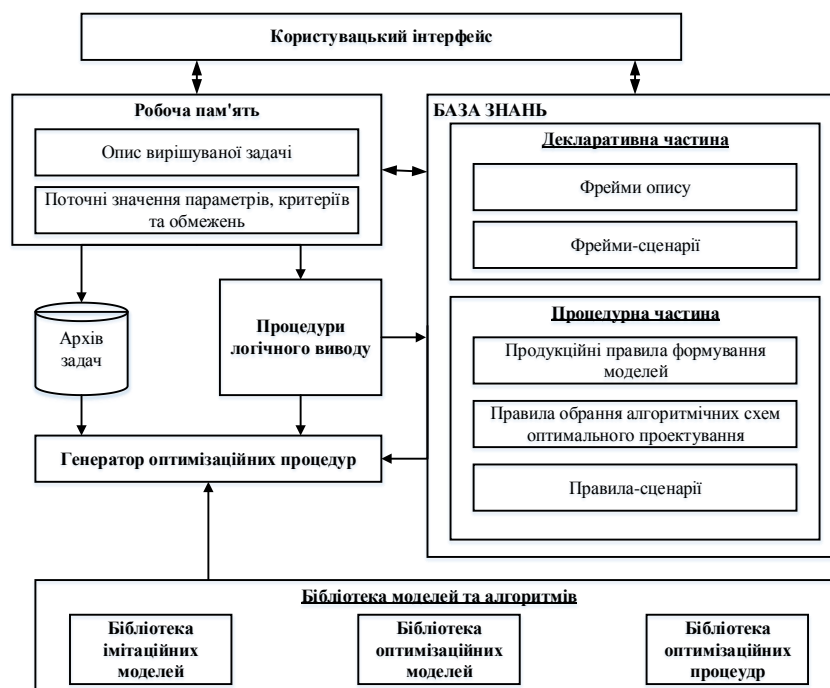 Користувацький інтерфейс
Робоча пам'ять
Опис вирішуваної задачі
Поточні значення параметрів, критеріїв
та обмежень
БАЗА ЗНАНЬ
Декларативна частина
Фрейми опису
Фрейми-сценарії
Архів
задач
Процедури
логічного виводу
Процедурна частина
Продукційні правила формування
моделей
Правила обрання алгоритмічних схем
оптимального проектування
Правила-сценарії
Генератор оптимізаційних процедур
Бібліотека моделей та алгоритмів
Бібліотека
імітаційних
моделей
Бібліотека
оптимізаційних
моделей
Бібліотека
оптимізаційних
процеудр